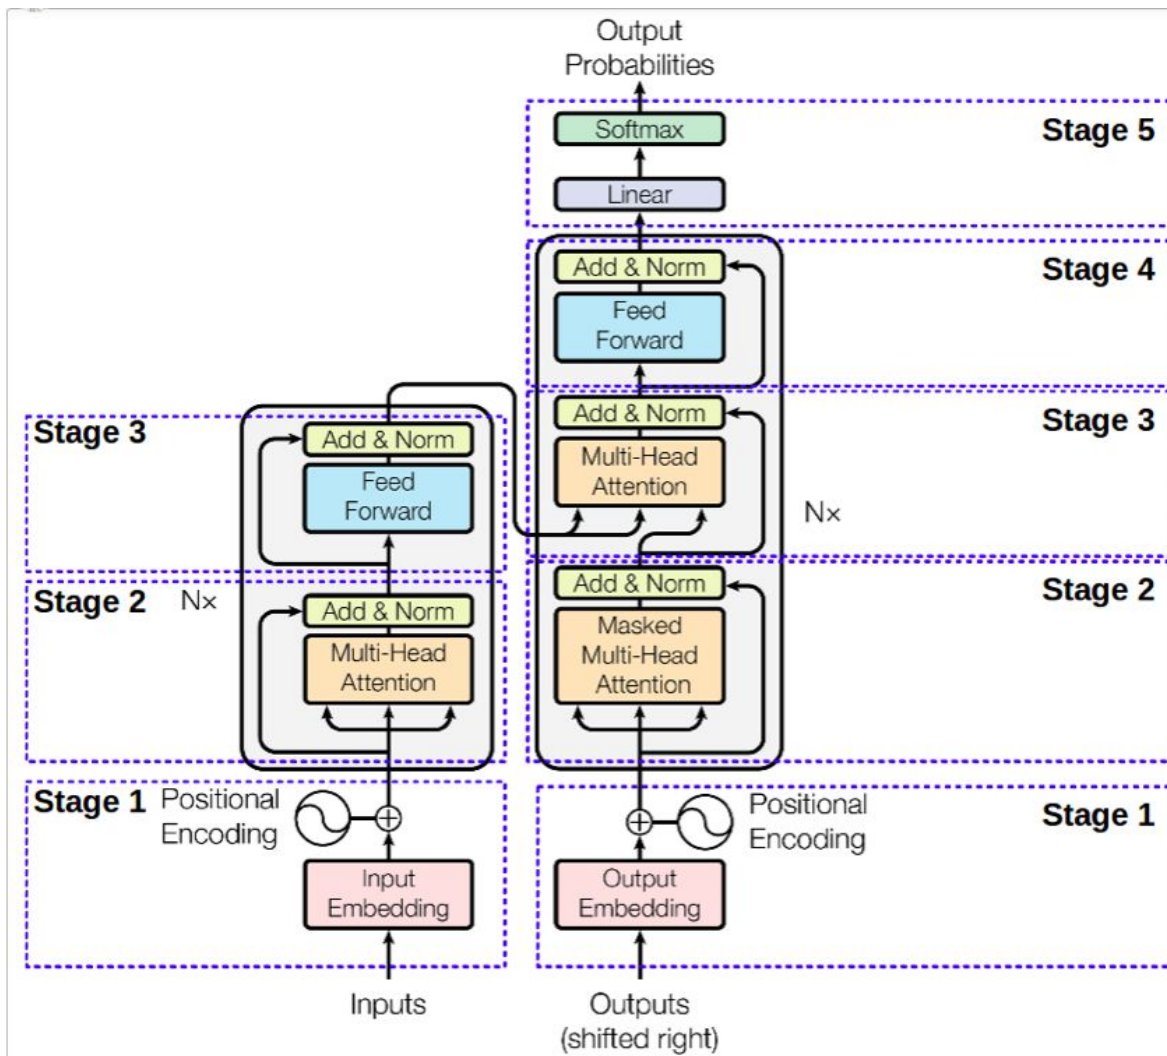 Output
Probabilities
Softmax
Stage 5
Linear
Add & Norm
Stage 4
Feed
Forward
Add & Norm
Stage 3
Multi-Head
Attention
Nx
Add & Norm
Stage 2
Masked
Multi-Head
Attention
Stage 3
Add & Norm
Feed
Forward
Stage 2
Nx
Add & Norm
Multi-Head
Attention
Stage 1
Positional
Encoding
Input
Embedding
Inputs
Positional
Encoding
Stage 1
Output
Embedding
Outputs
(shifted right)